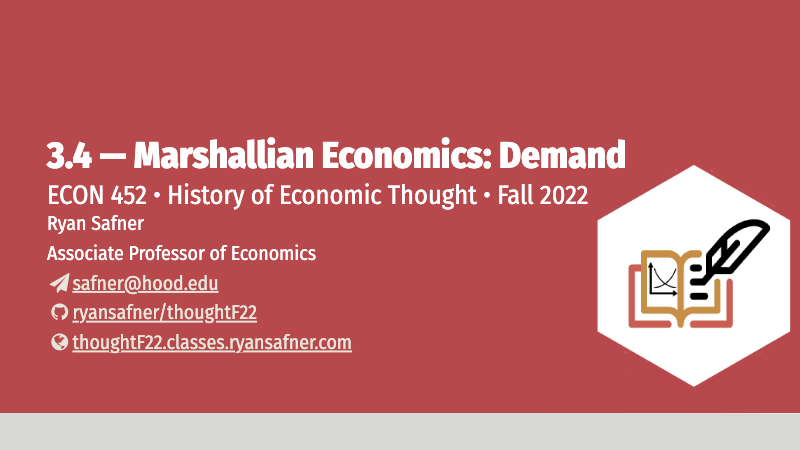 3.4 — Marshallian Economics: Demand
ECON 452 • History of Economic Thought • Fall 2022
Ryan Safner
Associate Professor of Economics
safner@hood.edu
ryansafner/thoughtF22
thoughtF22.classes.ryansafner.com